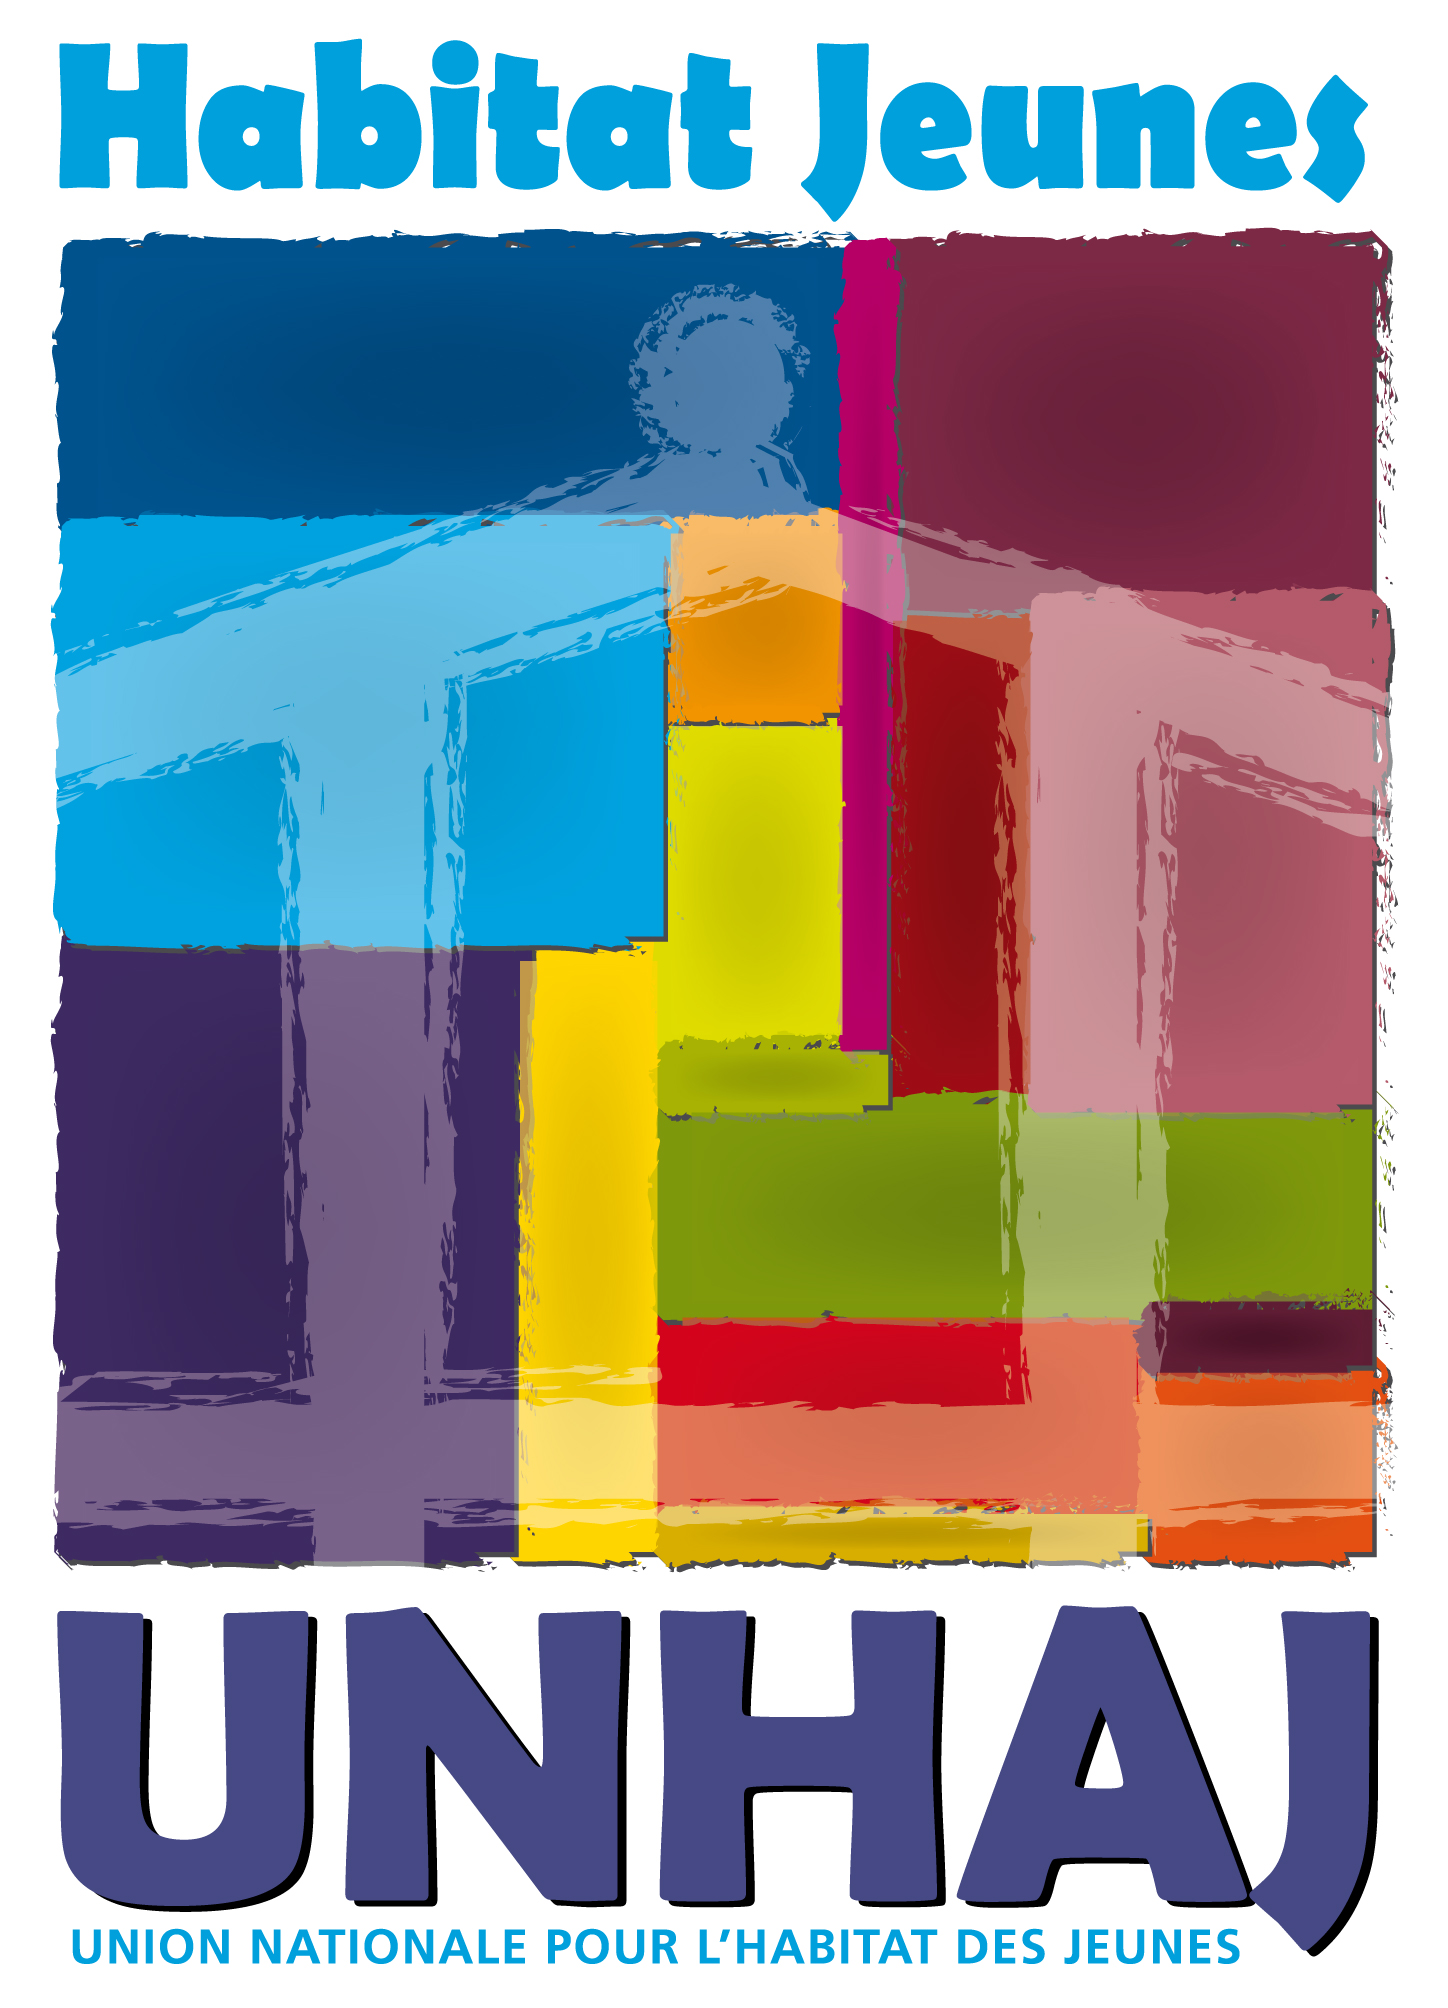 Habitat Jeunes
UNHAJ
UNION NATIONALE POUR L’HABITAT DES JEUNES